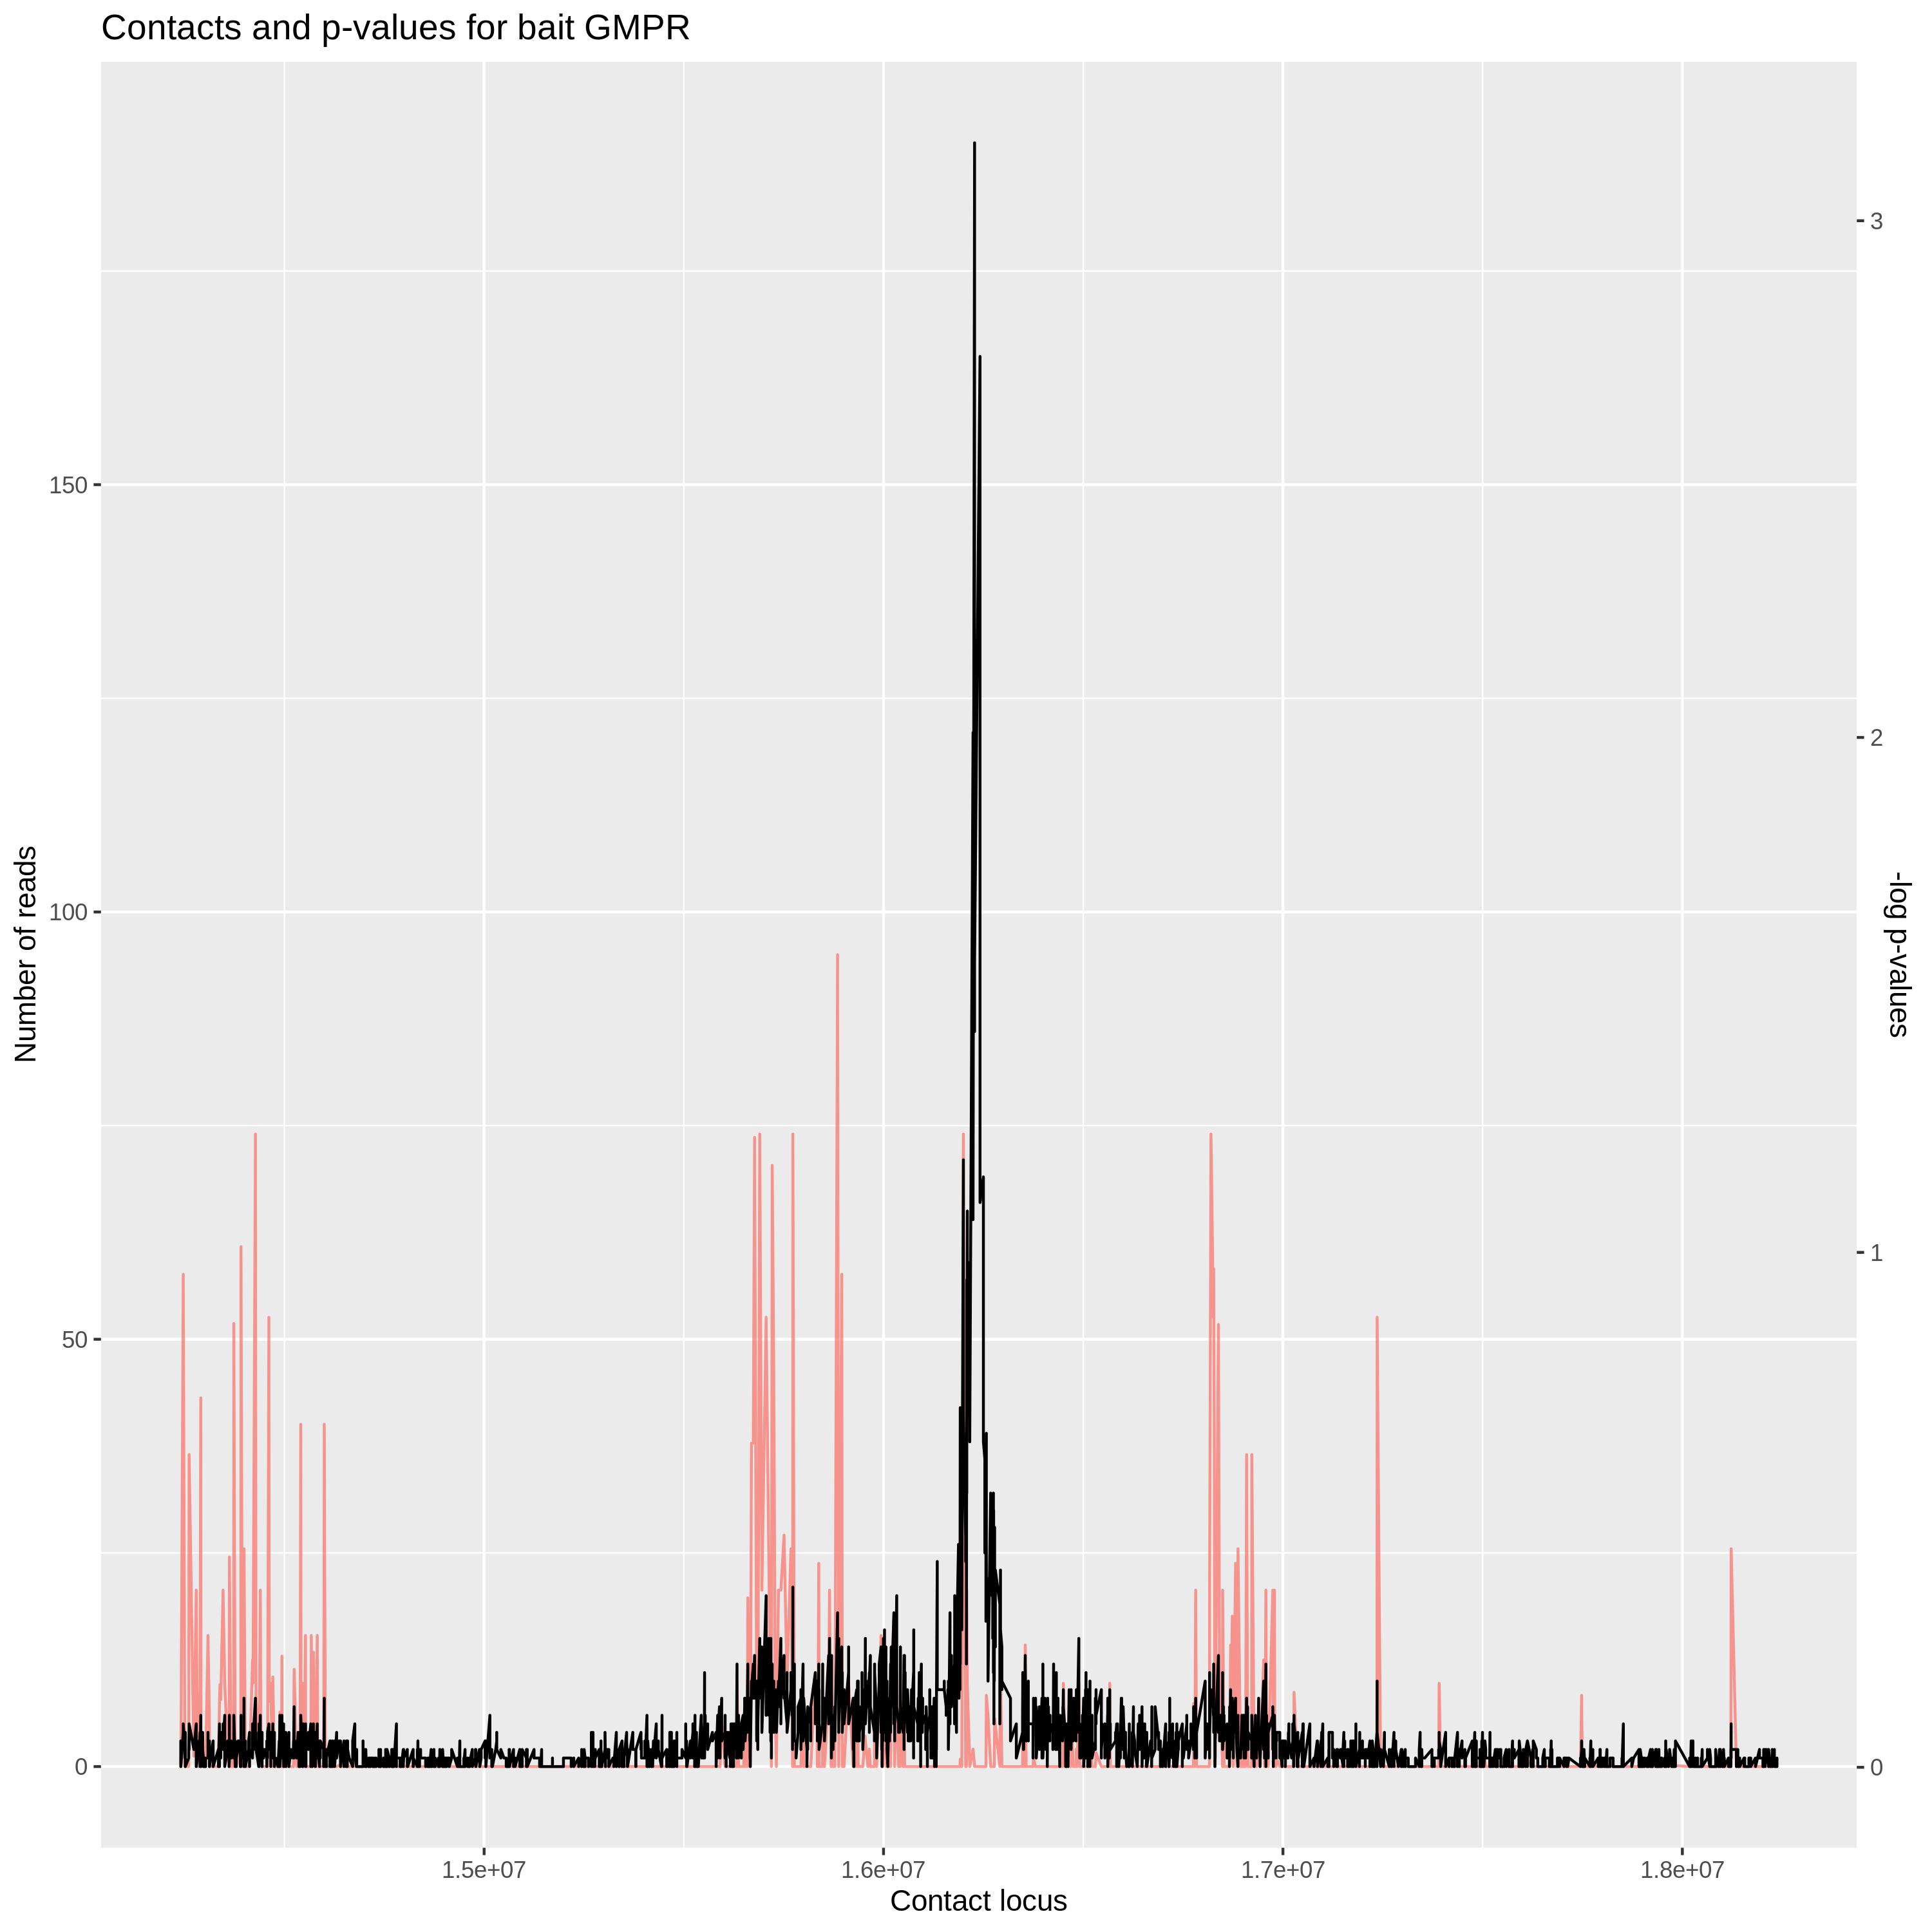 Contacts and p-values for bait GMPR
Number of reads
150
100
50
0
3
2
1
0
-log p-values
1.5e+07
1.6e+07
1.7e+07
1.8e+07
Contact locus